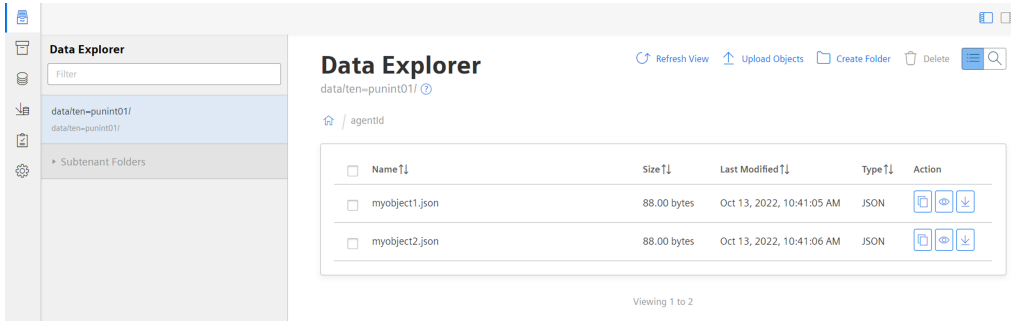 Data Explorer
Filter
data/ten=punint01/
data/ten=punint01/
Subtenant Folders
Data Explorer
data/ten=punint01/ ?
Refresh View Upload Objects Create Folder Delete
/ agentId
Name Size Last Modified Type Action
myobject1.json 88.00 bytes Oct 13, 2022, 10:41:05 AM JSON
myobject2.json 88.00 bytes Oct 13, 2022, 10:41:06 AM JSON
Viewing 1 to 2